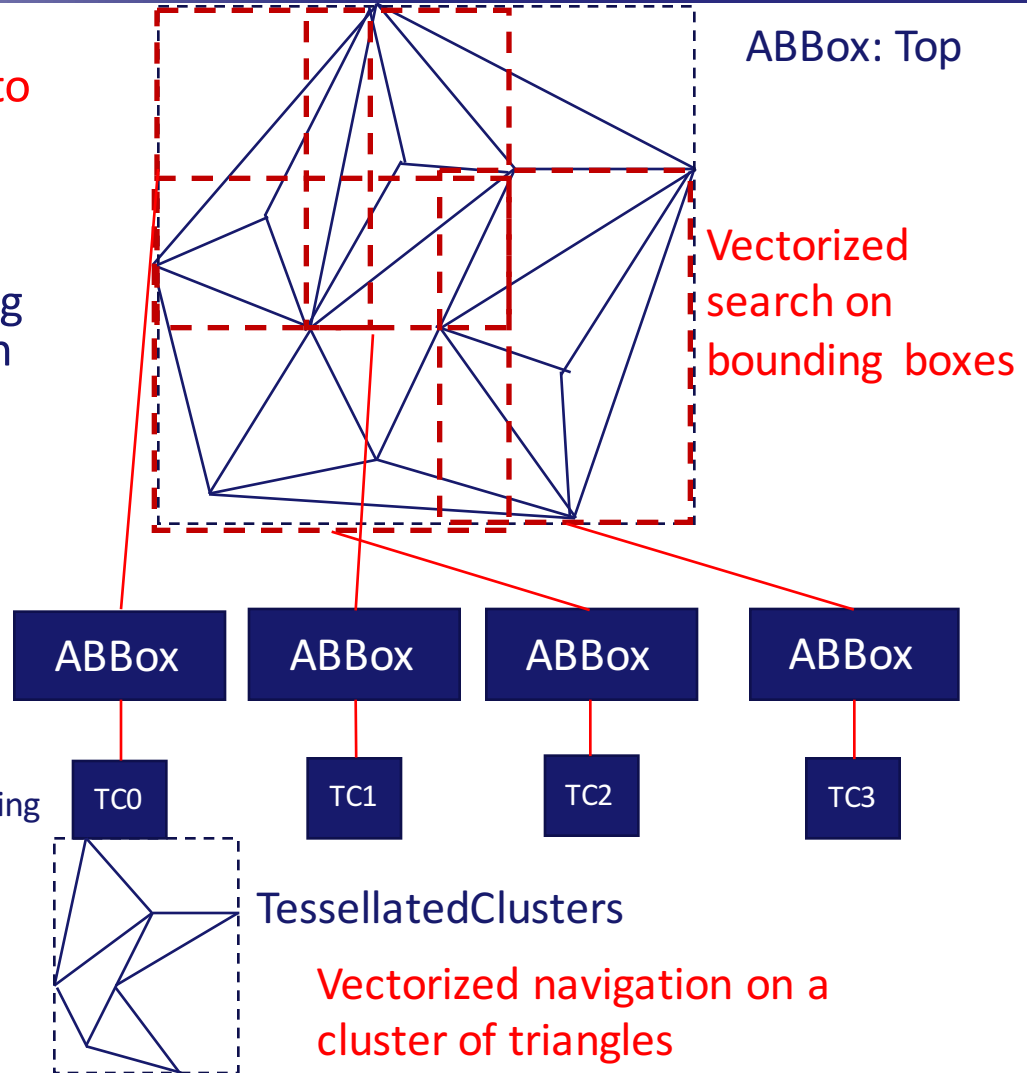 ABBox: Top
to
Vectorized
search on
bounding boxes
ABBox
ABBox
ABBox
ABBox
TC0
TC1
TC2
TC3
TessellatedClusters
Vectorized navigation on a
cluster of triangles